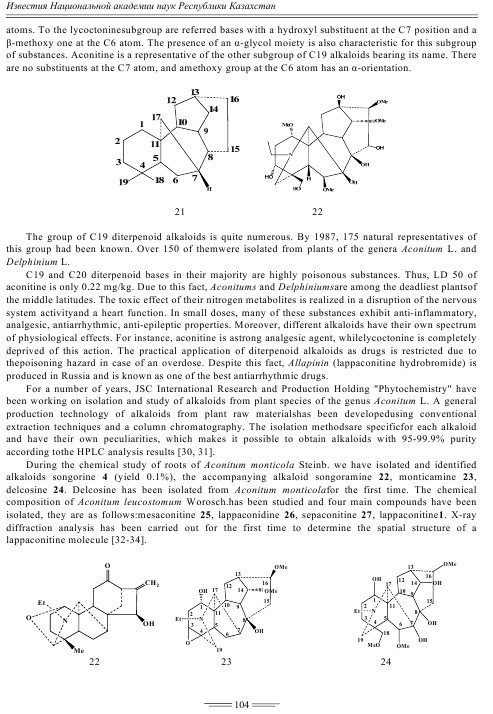 Известия Национальной академии наук Республики Казахстан
atoms. To the lycoctoninesubgroup are referred bases with a hydroxyl substituent at the C7 position and a
β-methoxy one at the C6 atom. The presence of an α-glycol moiety is also characteristic for this subgroup
of substances. Aconitine is a representative of the other subgroup of C19 alkaloids bearing its name. There
are no substituents at the C7 atom, and amethoxy group at the C6 atom has an α-orientation.
13
12
16
17
14
1
10
9
2
11
15
8
5
3
4
6
7
19
18
H
OH
OMe
OMe
MeO
OH
OH
HO
H
HO
OMe
OH
21
22
The group of C19 diterpenoid alkaloids is quite numerous. By 1987, 175 natural representatives of
this group had been known. Over 150 of themwere isolated from plants of the genera Aconitum L. and
Delphinium L.
C19 and C20 diterpenoid bases in their majority are highly poisonous substances. Thus, LD 50 of
aconitine is only 0.22 mg/kg. Due to this fact, Aconitums and Delphiniumsare among the deadliest plantsof
the middle latitudes. The toxic effect of their nitrogen metabolites is realized in a disruption of the nervous
system activityand a heart function. In small doses, many of these substances exhibit anti-inflammatory,
analgesic, antiarrhythmic, anti-epileptic properties. Moreover, different alkaloids have their own spectrum
of physiological effects. For instance, aconitine is astrong analgesic agent, whilelycoctonine is completely
deprived of this action. The practical application of diterpenoid alkaloids as drugs is restricted due to
thepoisoning hazard in case of an overdose. Despite this fact, Allapinin (lappaconitine hydrobromide) is
produced in Russia and is known as one of the best antiarrhythmic drugs.
For a number of years, JSC International Research and Production Holding "Phytochemistry" have
been working on isolation and study of alkaloids from plant species of the genus Aconitum L. A general
production technology of alkaloids from plant raw materialshas been developedusing conventional
extraction techniques and a column chromatography. The isolation methodsare specificfor each alkaloid
and have their own peculiarities, which makes it possible to obtain alkaloids with 95-99.9% purity
according tothe HPLC analysis results [30, 31].
During the chemical study of roots of Aconitum monticola Steinb. we have isolated and identified
alkaloids songorine 4 (yield 0.1%), the accompanying alkaloid songoramine 22, monticamine 23,
delcosine 24. Delcosine has been isolated from Aconitum monticolafor the first time. The chemical
composition of Aconitum leucostomum Worosch.has been studied and four main compounds have been
isolated, they are as follows:mesaconitine 25, lappaconidine 26, sepaconitine 27, lappaconitine1. X-ray
diffraction analysis has been carried out for the first time to determine the spatial structure of a
lappaconitine molecule [32-34].
O
CH2
Et
O
N
OH
Me
OMe
13
16
12
OH
17
14
OMe
1
10
9
15
2
11
Et
N
8
3
5
7
4
6
OH
O
19
OMe
13
16
12
OH
OH
17
14
1
10
9
15
Et
2
11
N
8
3
5
4
6
7
OH
19
18
OH
MeO
OMe
22
23
24
104